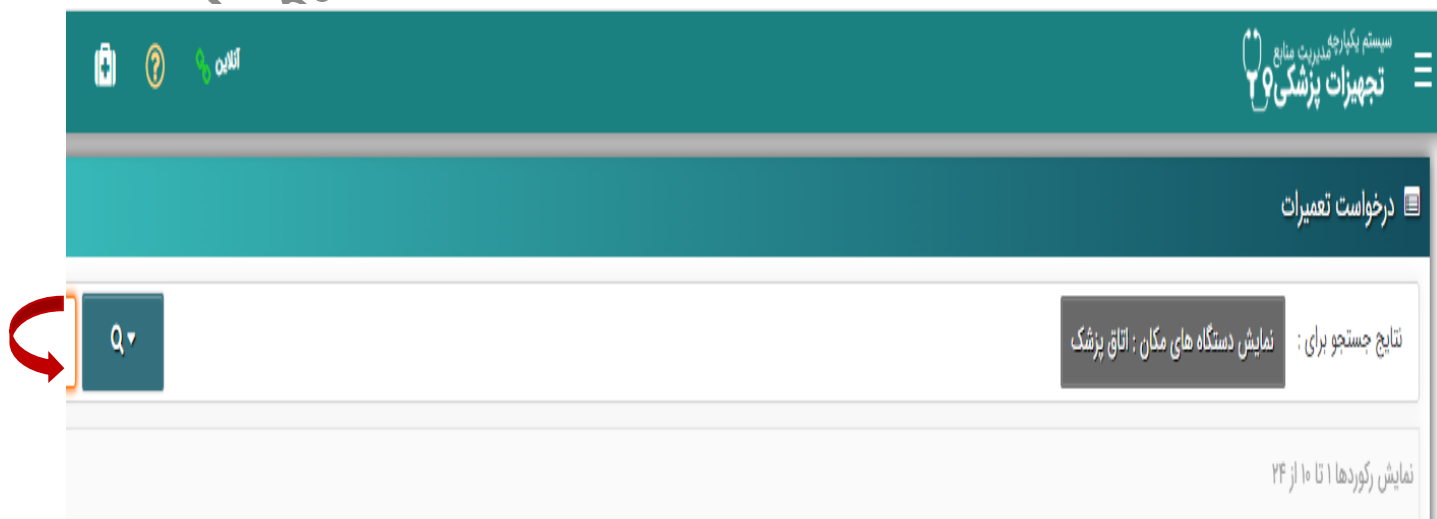 سیستم یکپارچه مدیریت منابع
تجهیزات پزشکی
آنلاین
درخواست تعمیرات
نتایج جستجو برای : نمایش دستگاه های مکان : اتاق پزشک
نمایش رکوردها ۱ تا ۱۰ از ۲۴